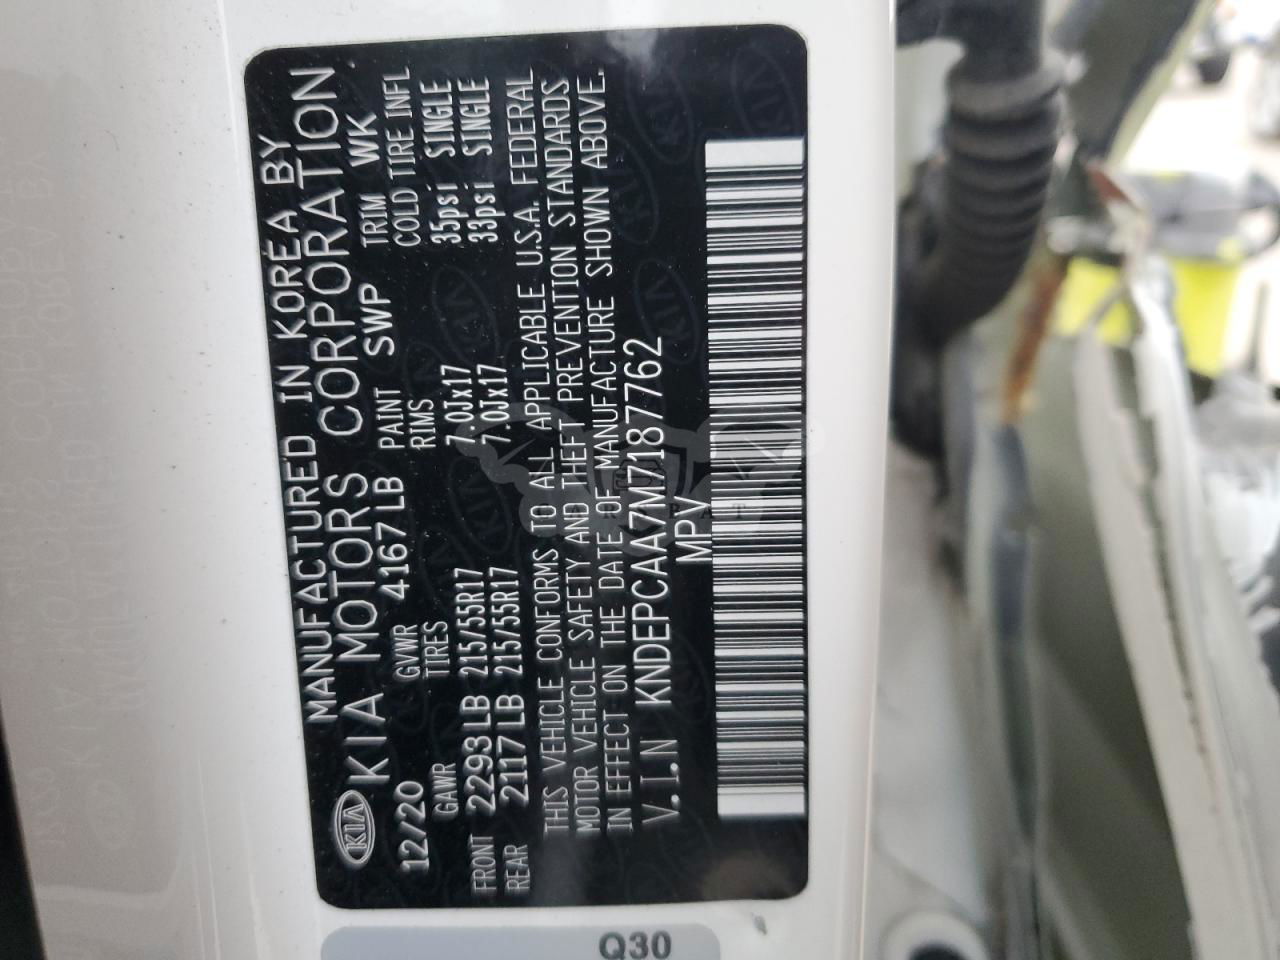 MANUFACTURED IN KOREA BY
KIA KIA MOTORS CORPORATION
12/20 GVWR 4167 LB PAINT SWP TRIM WK
GAWR TIRES RIMS COLD TIRE INFL
FRONT 2293 LB 215/55R17 7.0Jx17 35psi SINGLE
REAR 2117 LB 215/55R17 7.0Jx17 33psi SINGLE
THIS VEHICLE CONFORMS TO ALL APPLICABLE U.S.A. FEDERAL
MOTOR VEHICLE SAFETY AND THEFT PREVENTION STANDARDS
IN EFFECT ON THE DATE OF MANUFACTURE SHOWN ABOVE.
V.I.N KNDEPCAA7M7187762
MPV
Q30